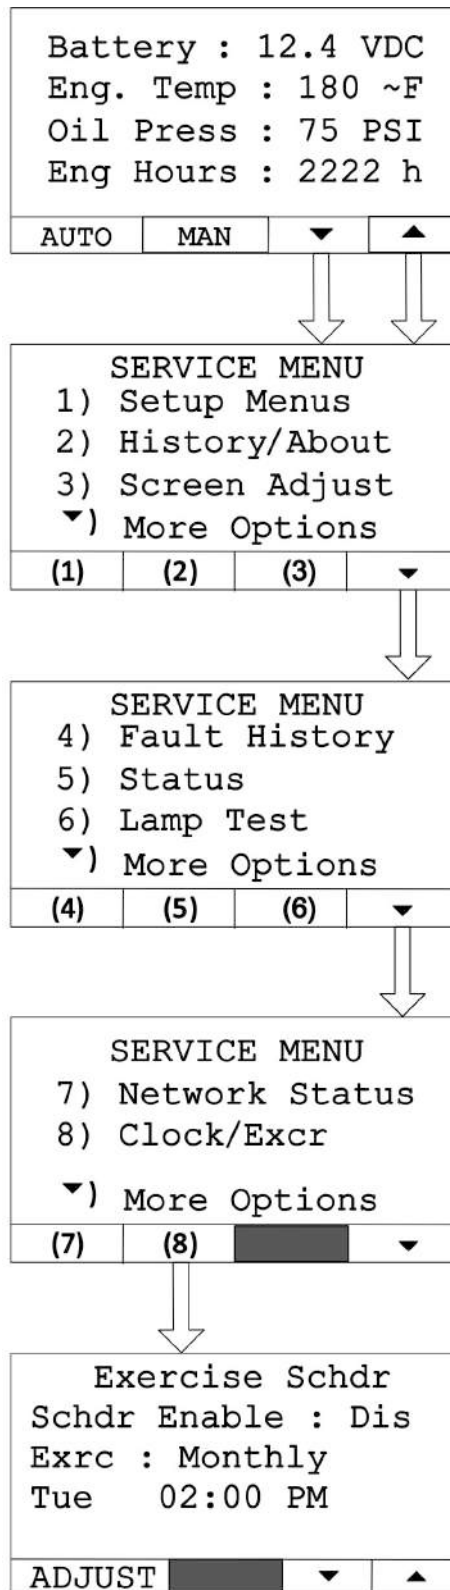 Battery : 12.4 VDC
Eng. Temp : 180 ~F
Oil Press : 75 PSI
Eng Hours : 2222 h
AUTO MAN ▼ ▲
SERVICE MENU
1) Setup Menus
2) History/About
3) Screen Adjust
▼) More Options
(1) (2) (3) ▼
SERVICE MENU
4) Fault History
5) Status
6) Lamp Test
▼) More Options
(4) (5) (6) ▼
SERVICE MENU
7) Network Status
8) Clock/Excr
▼) More Options
(7) (8) ▼
Exercise Schdr
Schdr Enable : Dis
Exrc : Monthly
Tue 02:00 PM
ADJUST ▼ ▲